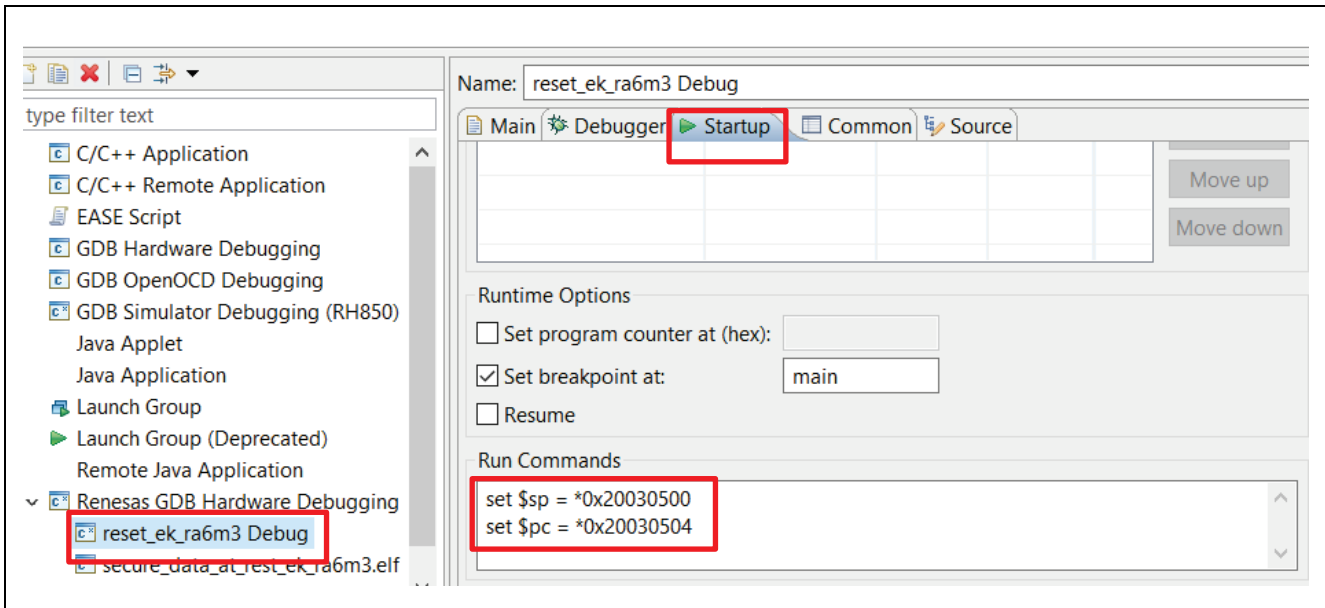 type filter text
C/C++ Application
C/C++ Remote Application
EASE Script
GDB Hardware Debugging
GDB OpenOCD Debugging
GDB Simulator Debugging (RH850)
Java Applet
Java Application
Launch Group
Launch Group (Deprecated)
Remote Java Application
Renesas GDB Hardware Debugging
reset_ek_ra6m3 Debug
secure_data_at_rest_ek_ra6m3.elf
Name: reset_ek_ra6m3 Debug
Main Debugger Startup Common Source
Move up
Move down
Runtime Options
Set program counter at (hex):
Set breakpoint at: main
Resume
Run Commands
set $sp = *0x20030500
set $pc = *0x20030504